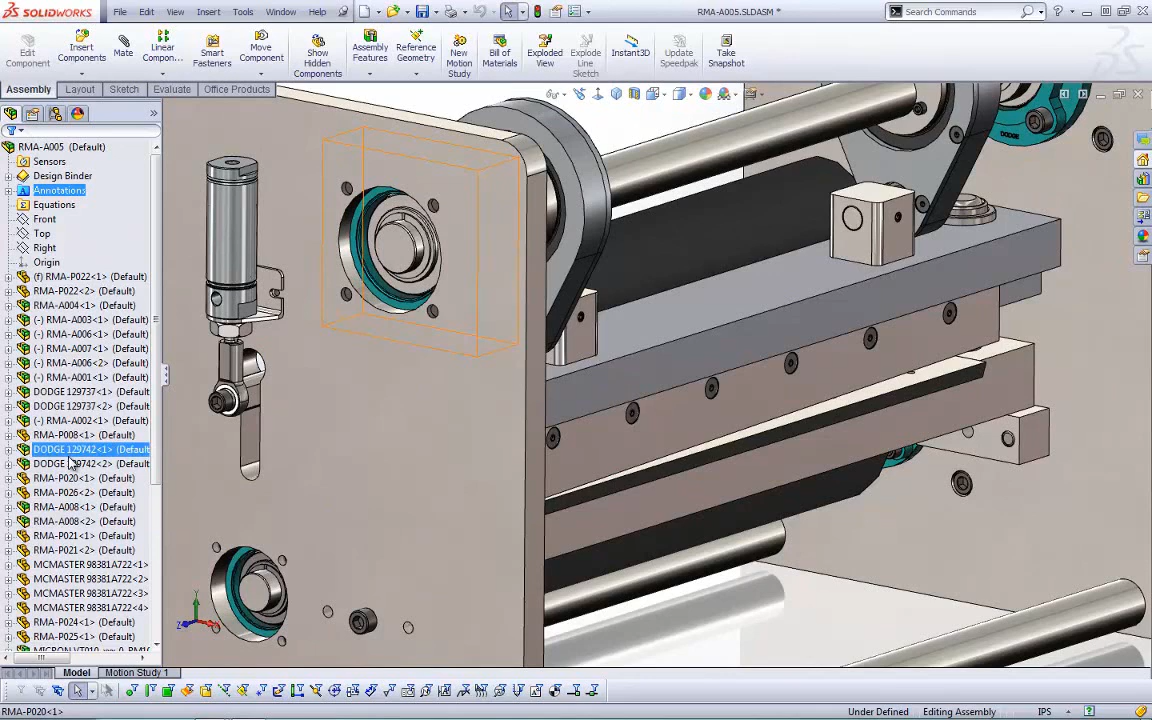 SOLIDWORKS File Edit View Insert Tools Window Help RMA-A005.SLDASM * Search Commands
Edit Component
Insert Components
Mate
Linear Compon...
Smart Fasteners
Move Component
Show Hidden Components
Assembly Features
Reference Geometry
New Motion Study
Bill of Materials
Exploded View
Explode Line Sketch
Instant3D
Update Speedpak
Take Snapshot
Assembly Layout Sketch Evaluate Office Products
RMA-A005 (Default)
Sensors
Design Binder
Annotations
Equations
Front
Top
Right
Origin
(f) RMA-P022<1> (Default)
RMA-P022<2> (Default)
RMA-A004<1> (Default)
(-) RMA-A003<1> (Default)
(-) RMA-A006<1> (Default)
(-) RMA-A007<1> (Default)
(-) RMA-A006<2> (Default)
(-) RMA-A001<1> (Default)
DODGE 129737<1> (Default
DODGE 129737<2> (Default
(-) RMA-A002<1> (Default)
RMA-P008<1> (Default)
DODGE 129742<1> (Default
DODGE 129742<2> (Default
RMA-P020<1> (Default)
RMA-P026<2> (Default)
RMA-A008<1> (Default)
RMA-A008<2> (Default)
RMA-P021<1> (Default)
RMA-P021<2> (Default)
MCMASTER 98381A722<1>
MCMASTER 98381A722<2>
MCMASTER 98381A722<3>
MCMASTER 98381A722<4>
RMA-P024<1> (Default)
RMA-P025<1> (Default)
DODGE
Y
Z
Model Motion Study 1
RMA-P020<1> Under Defined Editing Assembly IPS